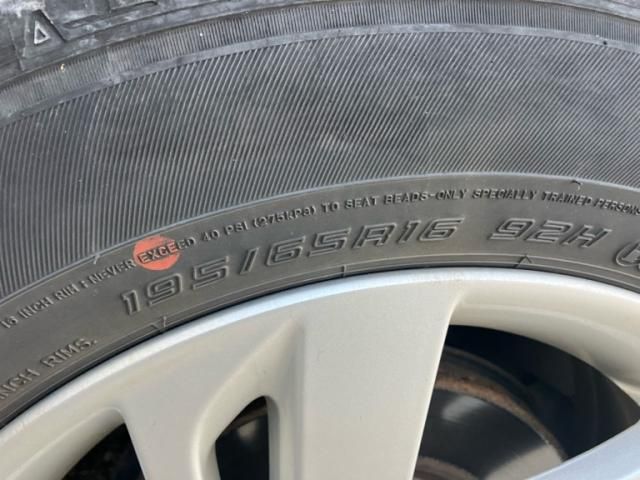 16 INCH RIM : NEVER EXCEED 40 PSI (275kPa) TO SEAT BEADS-ONLY SPECIALLY TRAINED PERSONS
195/65R16 92H
INCH RIMS.